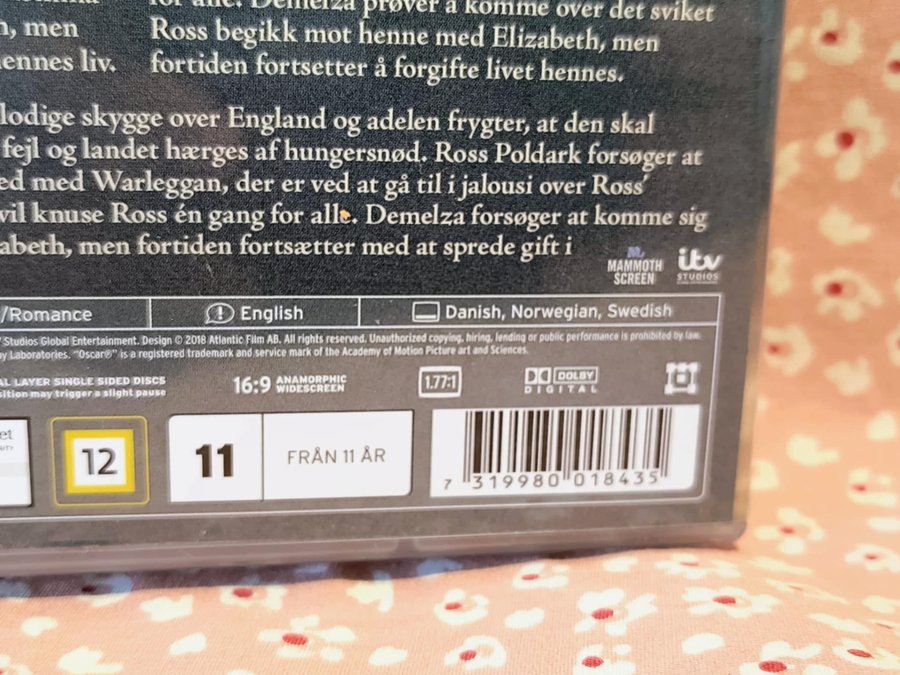 for alle. Demelza prøver å komme over det sviket
men Ross begikk mot henne med Elizabeth, men
hennes liv. fortiden fortsetter å forgifte livet hennes.
lodige skygge over England og adelen frygter, at den skal
fejl og landet hærges af hungersnød. Ross Poldark forsøger at
ed med Warleggan, der er ved at gå til i jalousi over Ross'
vil knuse Ross én gang for alle. Demelza forsøger at komme sig
zabeth, men fortiden fortsætter med at sprede gift i
MAMMOTH
SCREEN
itv
STUDIOS
/Romance English Danish, Norwegian, Swedish
Studios Global Entertainment. Design © 2018 Atlantic Film AB. All rights reserved. Unauthorized copying, hiring, lending or public performance is prohibited by law.
by Laboratories. "Oscar®" is a registered trademark and service mark of the Academy of Motion Picture art and Sciences.
AL LAYER SINGLE SIDED DISCS
sition may trigger a slight pause
16:9 ANAMORPHIC
WIDESCREEN
1.77:1
DOLBY
DIGITAL
et
12
11
FRÅN 11 ÅR
7 319980 018435